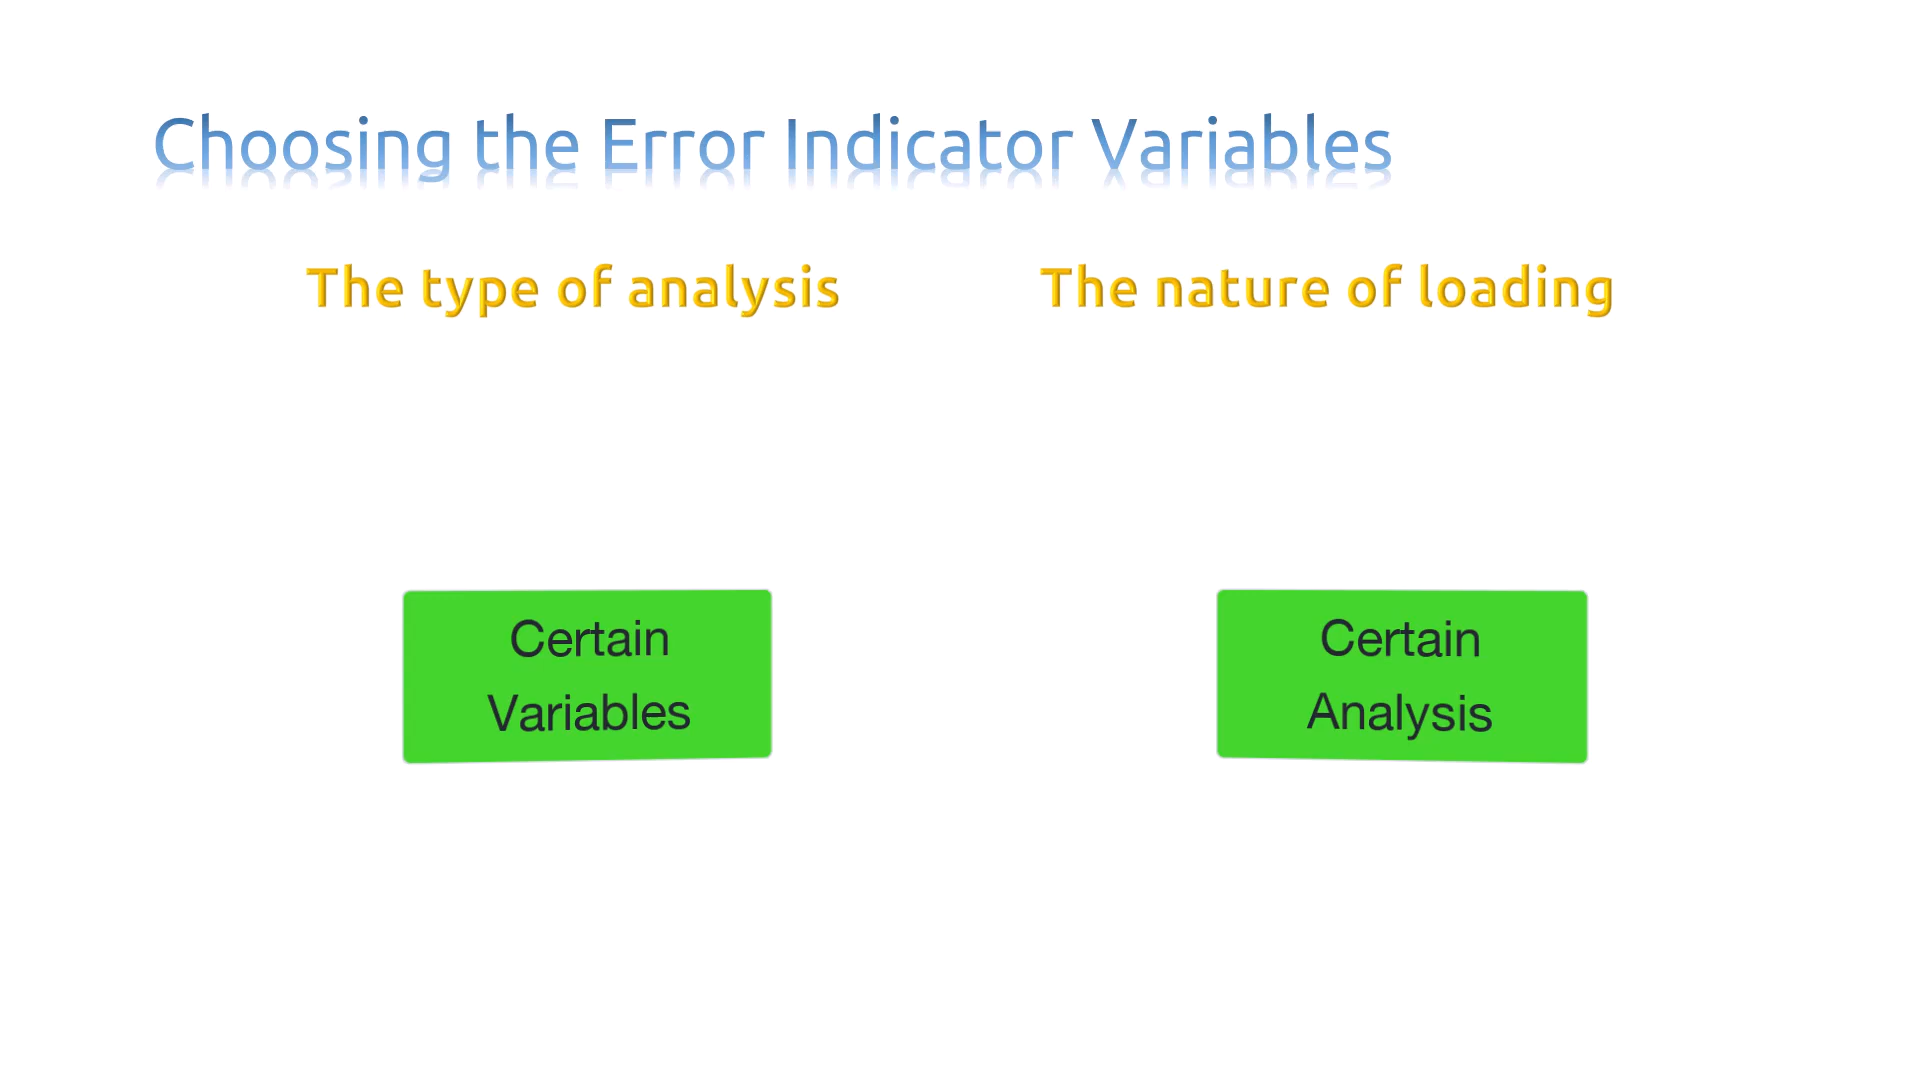 Choosing the Error Indicator Variables
The type of analysis
The nature of loading
Certain
Variables
Certain
Analysis